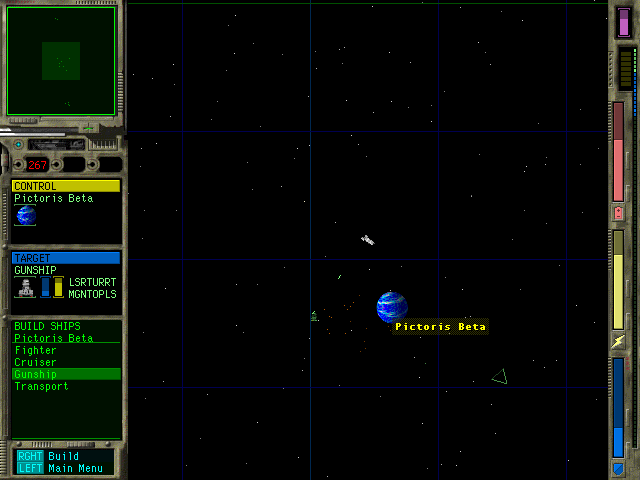 267
CONTROL
Pictoris Beta
TARGET
GUNSHIP
LSRTURRT
MGNTOPLS
BUILD SHIPS
Pictoris Beta
Fighter
Cruiser
Gunship
Transport
RGHT Build
LEFT Main Menu
Pictoris Beta